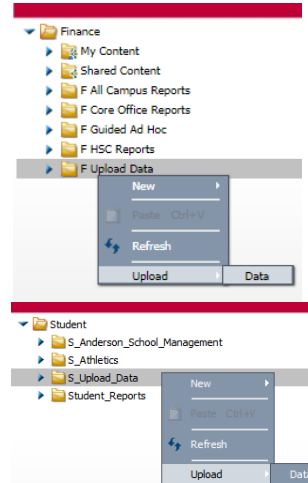 Finance
My Content
Shared Content
F All Campus Reports
F Core Office Reports
F Guided Ad Hoc
F HSC Reports
F Upload Data
New
Paste Ctrl+V
Refresh
Upload Data
Student
S_Anderson_School_Management
S_Athletics
S_Upload_Data
Student_Reports
New
Paste Ctrl+V
Refresh
Upload Data